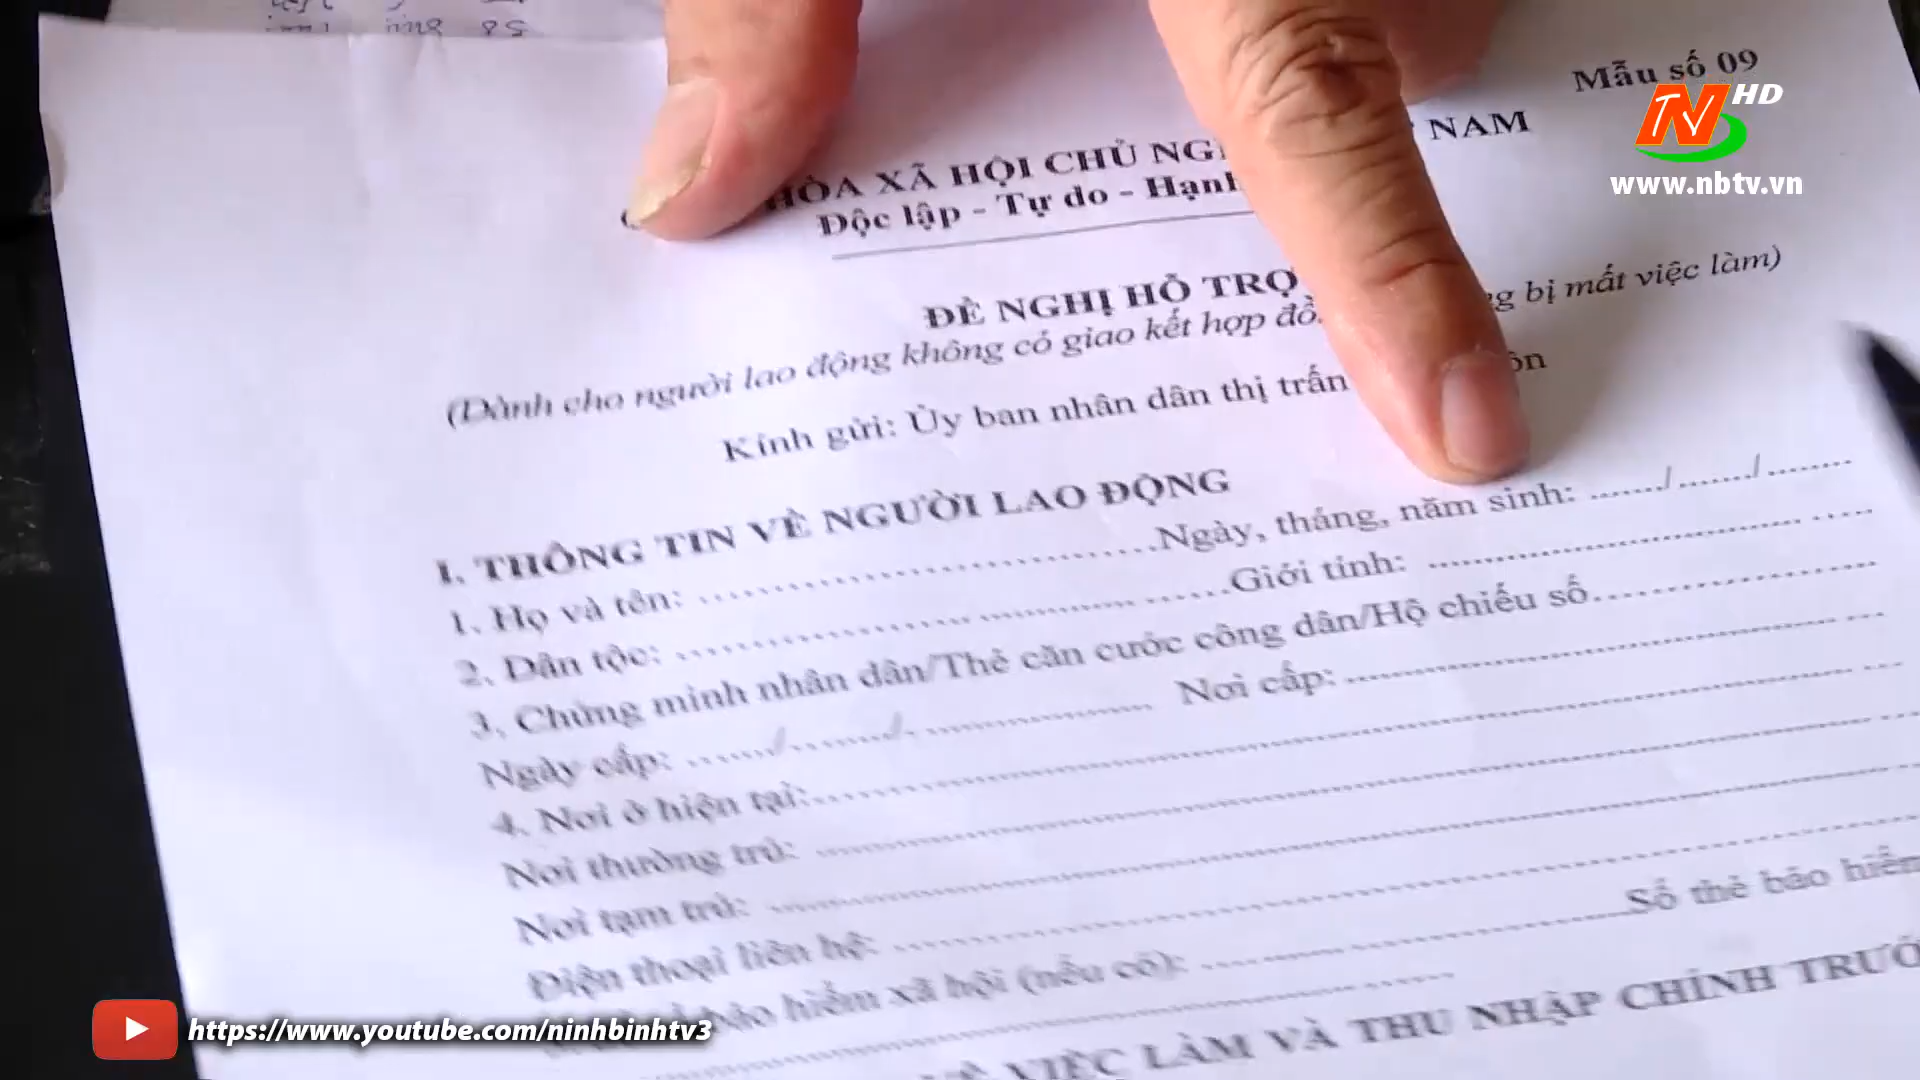 58 Bùi
Mẫu số 09
HD
NTV
www.nbtv.vn
HÒA XÃ HỘI CHỦ NG NAM
Độc lập - Tự do - Hạnh
ĐỀ NGHỊ HỖ TRỢ
(Dành cho người lao động không có giao kết hợp đồ g bị mất việc làm)
Kính gửi: Ủy ban nhân dân thị trấn ôn
I. THÔNG TIN VỀ NGƯỜI LAO ĐỘNG
1. Họ và tên: ........................................Ngày, tháng, năm sinh: ......./......../........
2. Dân tộc: ........................................Giới tính: ........................................
3. Chứng minh nhân dân/Thẻ căn cước công dân/Hộ chiếu số........................
Ngày cấp: ......./......../........................ Nơi cấp: ........................................
4. Nơi ở hiện tại:................................................................................
Nơi thường trú: ................................................................................
Nơi tạm trú: ................................................................................
Điện thoại liên hệ: ................................................................................
bảo hiểm xã hội (nếu có): ........................................Số thẻ bảo hiểm
VỀ VIỆC LÀM VÀ THU NHẬP CHÍNH TRƯỚ
https://www.youtube.com/ninhbinhtv3